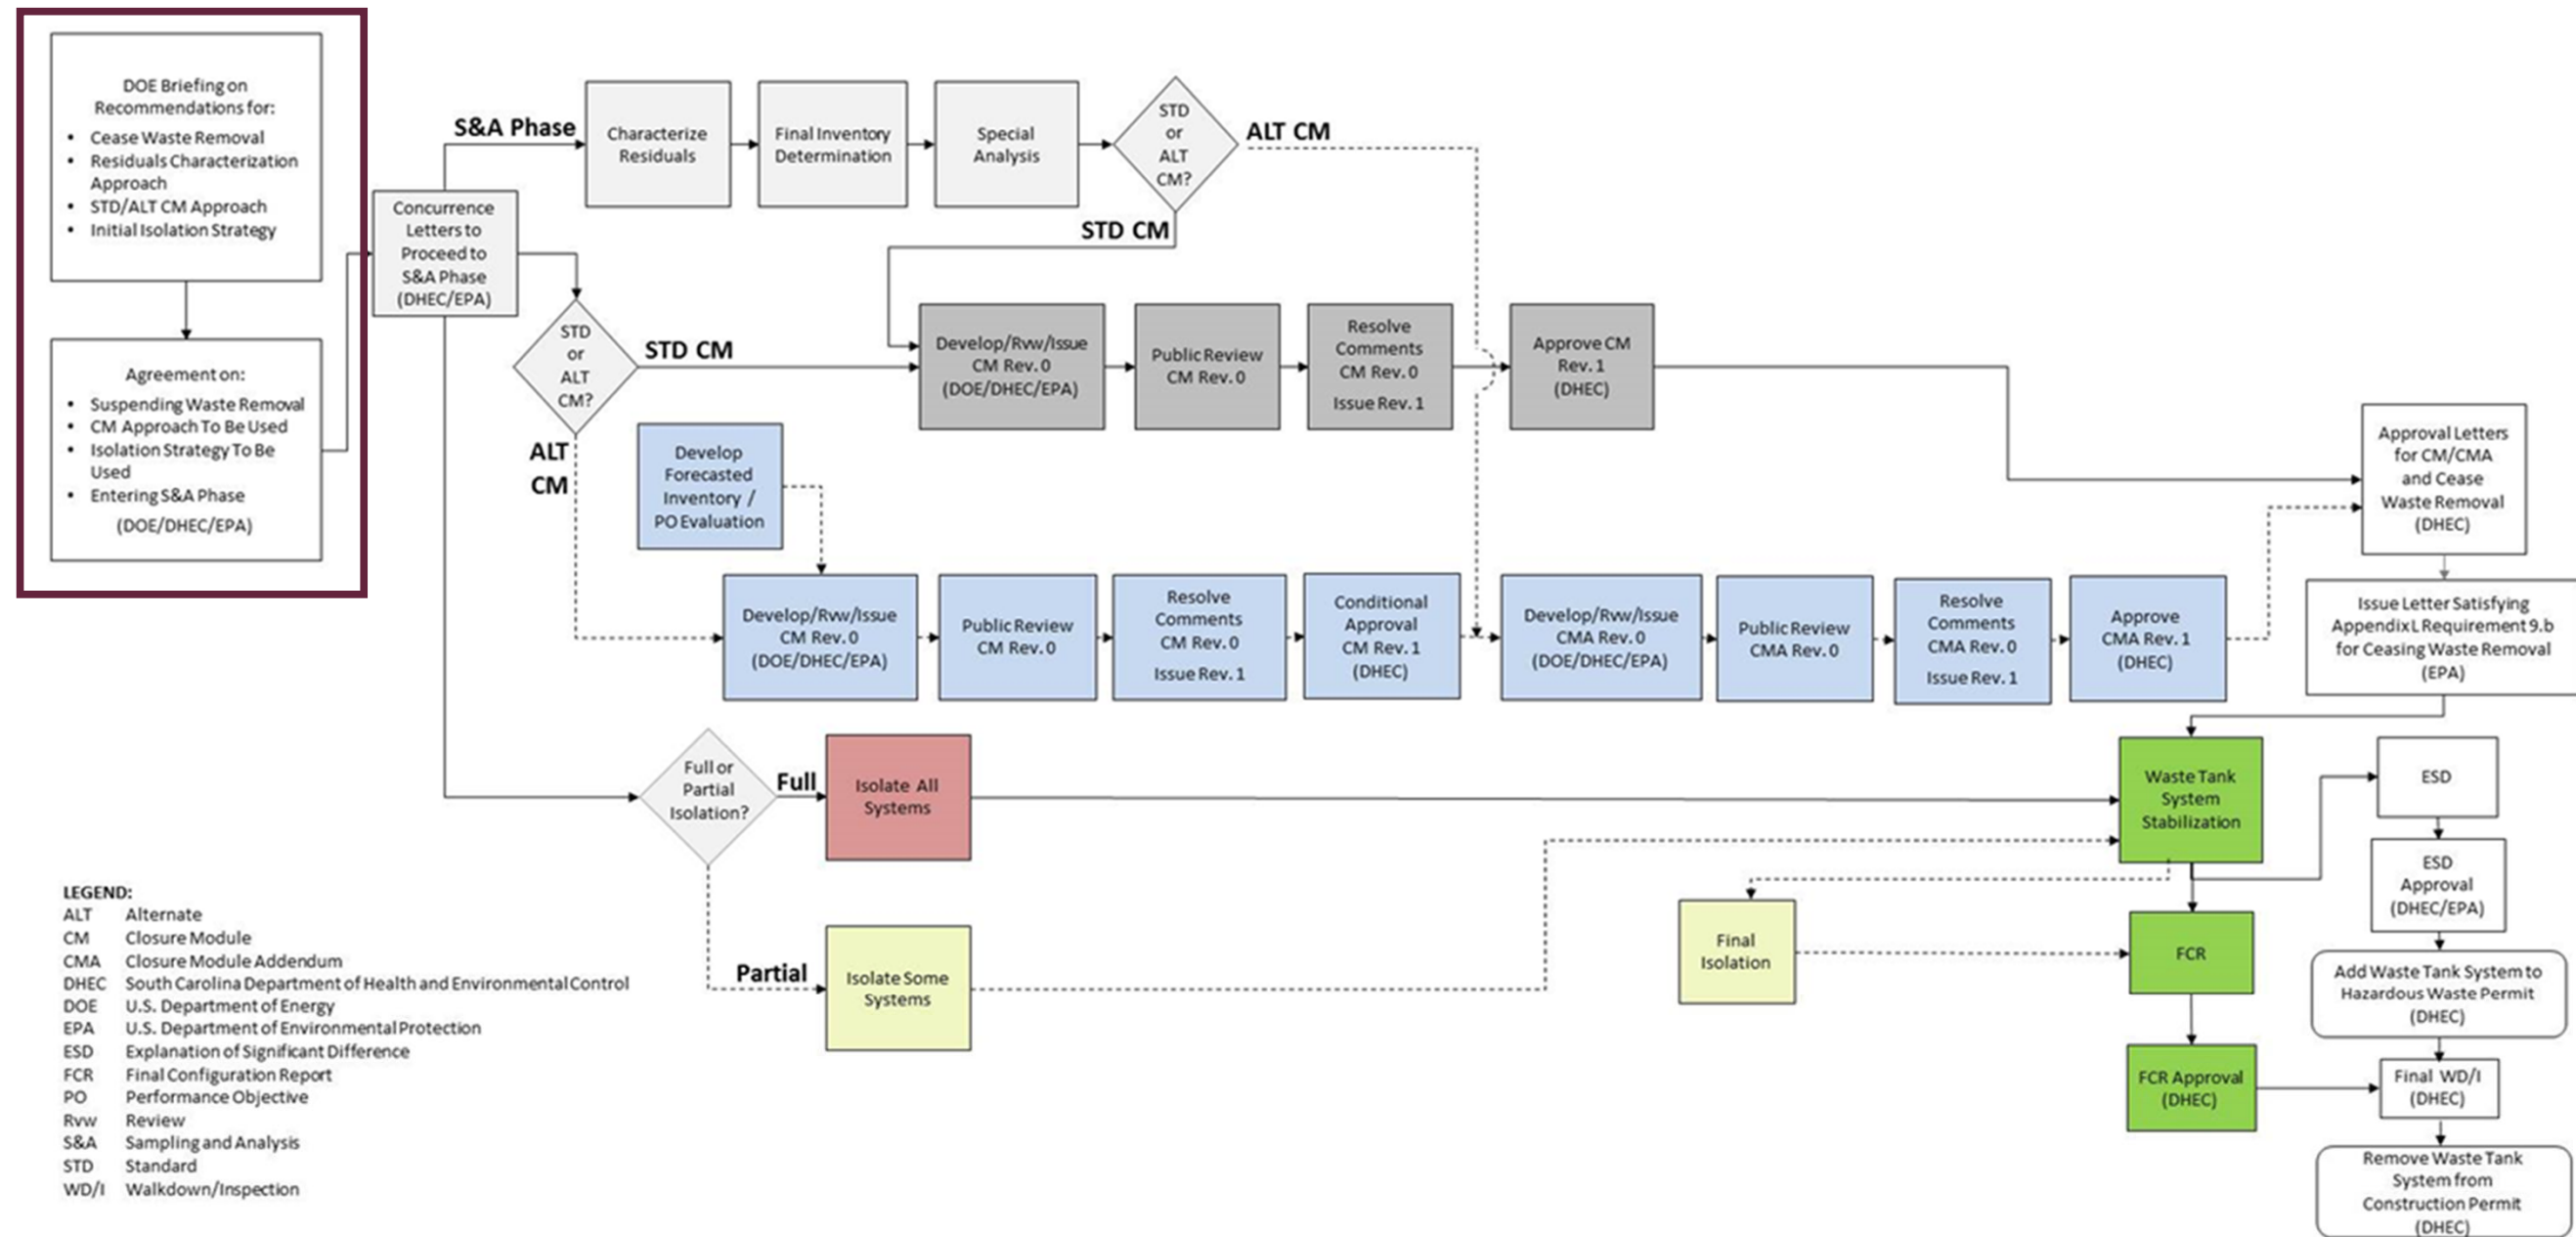 DOE Briefing on
Recommendations for:
• Cease Waste Removal
• Residuals Characterization
Approach
• STD/ALT CM Approach
• Initial Isolation Strategy
Agreement on:
• Suspending Waste Removal
• CM Approach To Be Used
• Isolation Strategy To Be
Used
• Entering S&A Phase
(DOE/DHEC/EPA)
Concurrence
Letters to
Proceed to
S&A Phase
(DHEC/EPA)
S&A Phase
Characterize
Residuals
Final Inventory
Determination
Special
Analysis
STD
or
ALT
CM?
ALT CM
STD CM
STD
or
ALT
CM?
STD CM
ALT
CM
Develop/Rvw/Issue
CM Rev. 0
(DOE/DHEC/EPA)
Public Review
CM Rev. 0
Resolve
Comments
CM Rev. 0
Issue Rev. 1
Approve CM
Rev. 1
(DHEC)
Develop
Forecasted
Inventory /
PO Evaluation
Develop/Rvw/Issue
CM Rev. 0
(DOE/DHEC/EPA)
Public Review
CM Rev. 0
Resolve
Comments
CM Rev. 0
Issue Rev. 1
Conditional
Approval
CM Rev. 1
(DHEC)
Develop/Rvw/Issue
CMA Rev. 0
(DOE/DHEC/EPA)
Public Review
CMA Rev. 0
Resolve
Comments
CMA Rev. 0
Issue Rev. 1
Approve
CMA Rev. 1
(DHEC)
Approval Letters
for CM/CMA
and Cease
Waste Removal
(DHEC)
Issue Letter Satisfying
Appendix L Requirement 9.b
for Ceasing Waste Removal
(EPA)
Full or
Partial
Isolation?
Full
Isolate All
Systems
Partial
Isolate Some
Systems
Waste Tank
System
Stabilization
Final
Isolation
FCR
FCR Approval
(DHEC)
ESD
ESD
Approval
(DHEC/EPA)
Add Waste Tank System to
Hazardous Waste Permit
(DHEC)
Final WD/I
(DHEC)
Remove Waste Tank
System from
Construction Permit
(DHEC)
LEGEND:
ALT Alternate
CM Closure Module
CMA Closure Module Addendum
DHEC South Carolina Department of Health and Environmental Control
DOE U.S. Department of Energy
EPA U.S. Department of Environmental Protection
ESD Explanation of Significant Difference
FCR Final Configuration Report
PO Performance Objective
Rvw Review
S&A Sampling and Analysis
STD Standard
WD/I Walkdown/Inspection